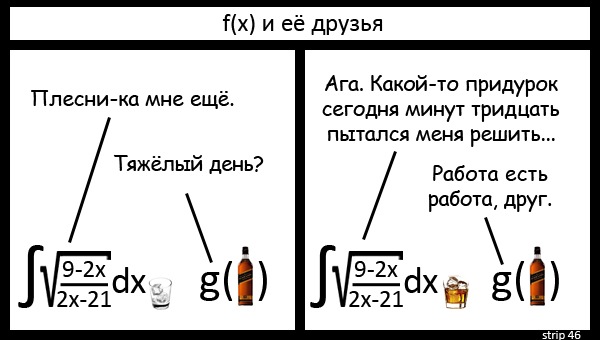 f(x) и её друзья
Плесни-ка мне ещё.
Тяжёлый день?
∫√(9-2x / 2x-21) dx
g( )
Ага. Какой-то придурок
сегодня минут тридцать
пытался меня решить...
Работа есть
работа, друг.
∫√(9-2x / 2x-21) dx
g( )
strip 46